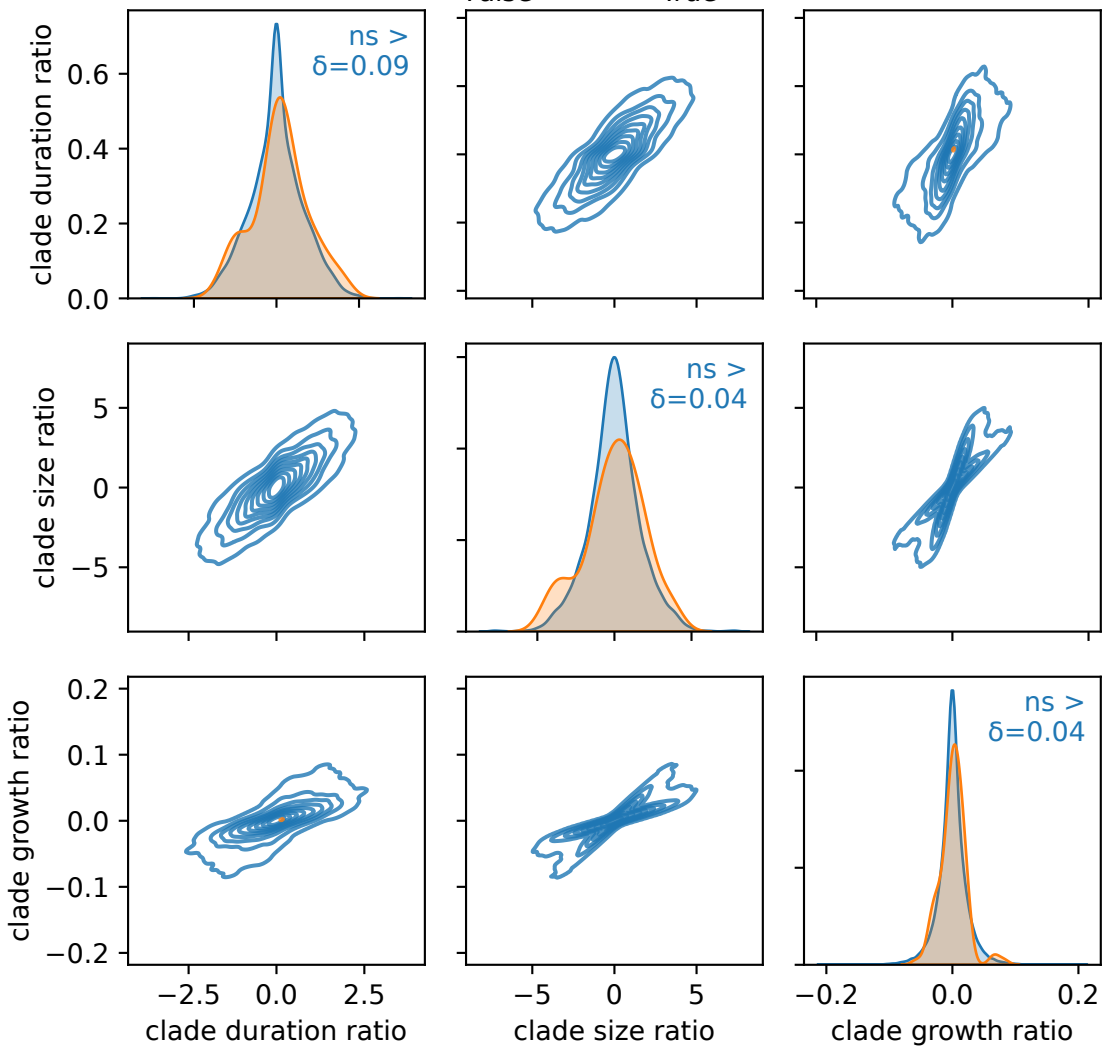 clade duration ratio
0.6
0.4
0.2
0.0
ns >
δ=0.09
clade size ratio
5
0
−5
ns >
δ=0.04
clade growth ratio
0.2
0.1
0.0
−0.1
−0.2
ns >
δ=0.04
−2.5 0.0 2.5
−5 0 5
−0.2 0.0 0.2
clade duration ratio
clade size ratio
clade growth ratio